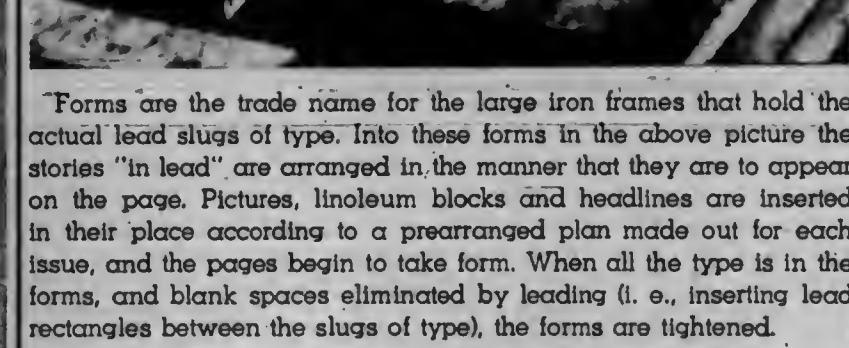 Forms are the trade name for the large iron frames that hold the
actual lead slugs of type. Into these forms in the above picture the
stories "in lead" are arranged in the manner that they are to appear
on the page. Pictures, linoleum blocks and headlines are inserted
in their place according to a prearranged plan made out for each
issue, and the pages begin to take form. When all the type is in the
forms, and blank spaces eliminated by leading (i. e., inserting lead
rectangles between the slugs of type), the forms are tightened.